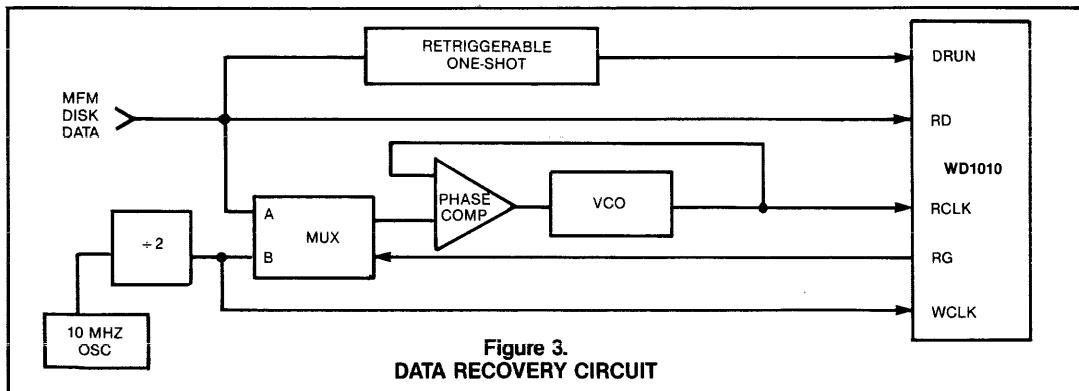 RETRIGGERABLE
ONE-SHOT
DRUN
MFM
DISK
DATA
RD
WD1010
PHASE
COMP
VCO
A
MUX
B
RCLK
÷2
RG
10 MHZ
OSC
WCLK
Figure 3.
DATA RECOVERY CIRCUIT